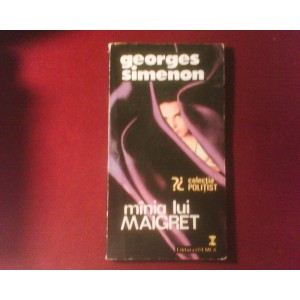 georges
simenon
colecția
POLIȚIST
mînia lui
MAIGRET